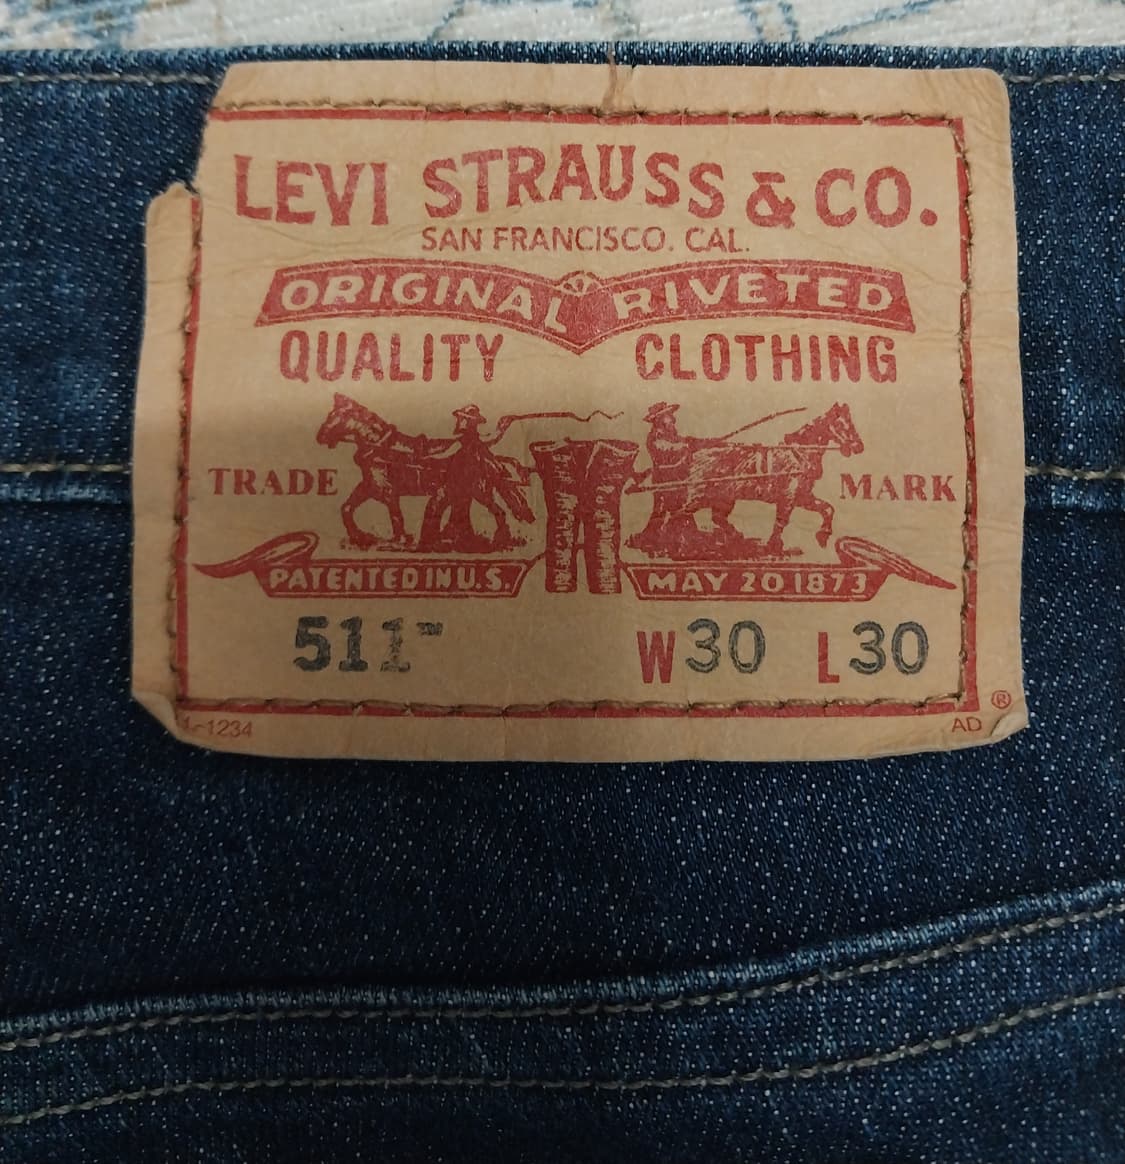 LEVI STRAUSS & CO.
SAN FRANCISCO. CAL.
ORIGINAL RIVETED
QUALITY CLOTHING
TRADE MARK
PATENTED IN U.S. MAY 20 1873
511™ W30 L30
L-1234 AD ®